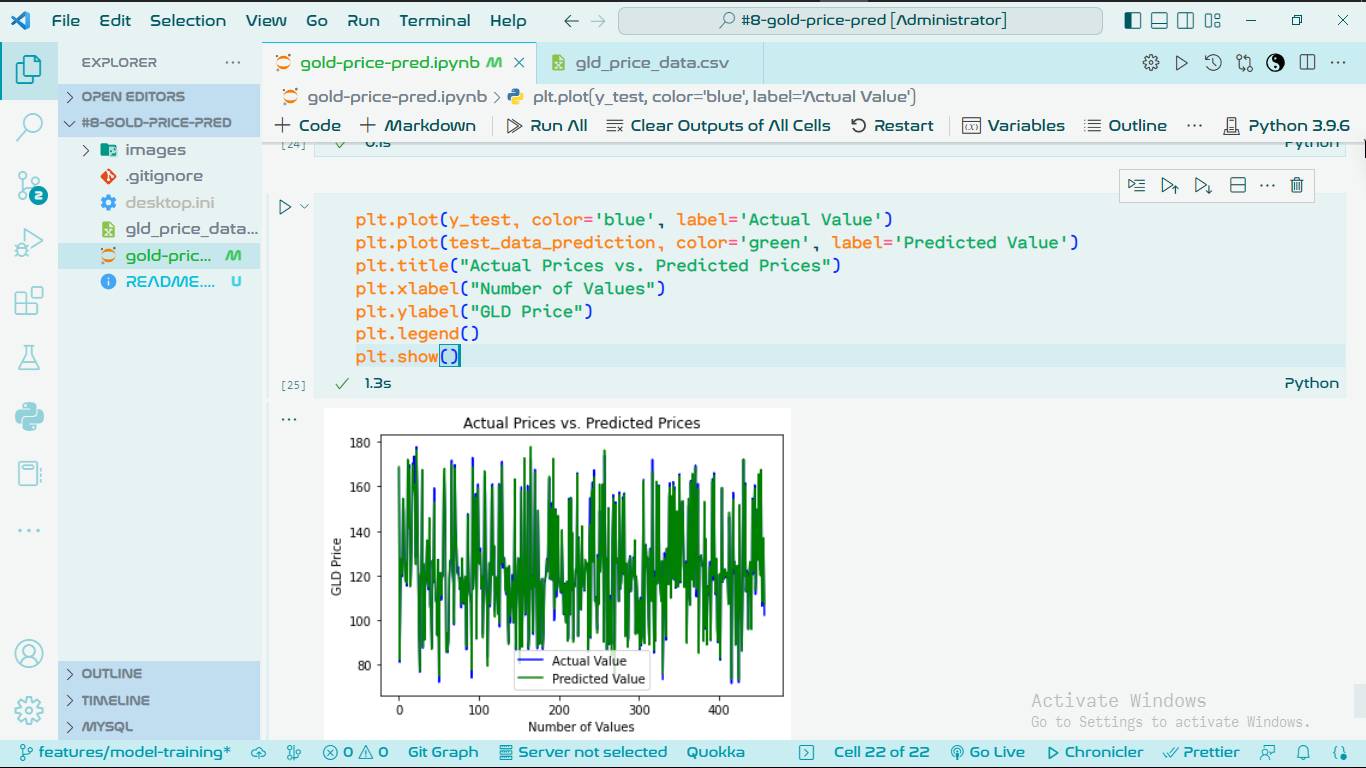 File Edit Selection View Go Run Terminal Help #8-gold-price-pred [Administrator]
EXPLORER
OPEN EDITORS
#8-GOLD-PRICE-PRED
images
.gitignore
desktop.ini
gld_price_data...
gold-pric... M
README.... U
OUTLINE
TIMELINE
MYSQL
2
gold-price-pred.ipynb M gld_price_data.csv
gold-price-pred.ipynb > plt.plot(y_test, color='blue', label='Actual Value')
+ Code + Markdown Run All Clear Outputs of All Cells Restart Variables Outline ... Python 3.9.6
[24] 0.1s Python
plt.plot(y_test, color='blue', label='Actual Value')
plt.plot(test_data_prediction, color='green', label='Predicted Value')
plt.title("Actual Prices vs. Predicted Prices")
plt.xlabel("Number of Values")
plt.ylabel("GLD Price")
plt.legend()
plt.show()
[25] 1.3s Python
Actual Prices vs. Predicted Prices
180
160
140
120
100
80
GLD Price
Actual Value
Predicted Value
0 100 200 300 400
Number of Values
Activate Windows
Go to Settings to activate Windows.
features/model-training* 0 0 Git Graph Server not selected Quokka Cell 22 of 22 Go Live Chronicler Prettier